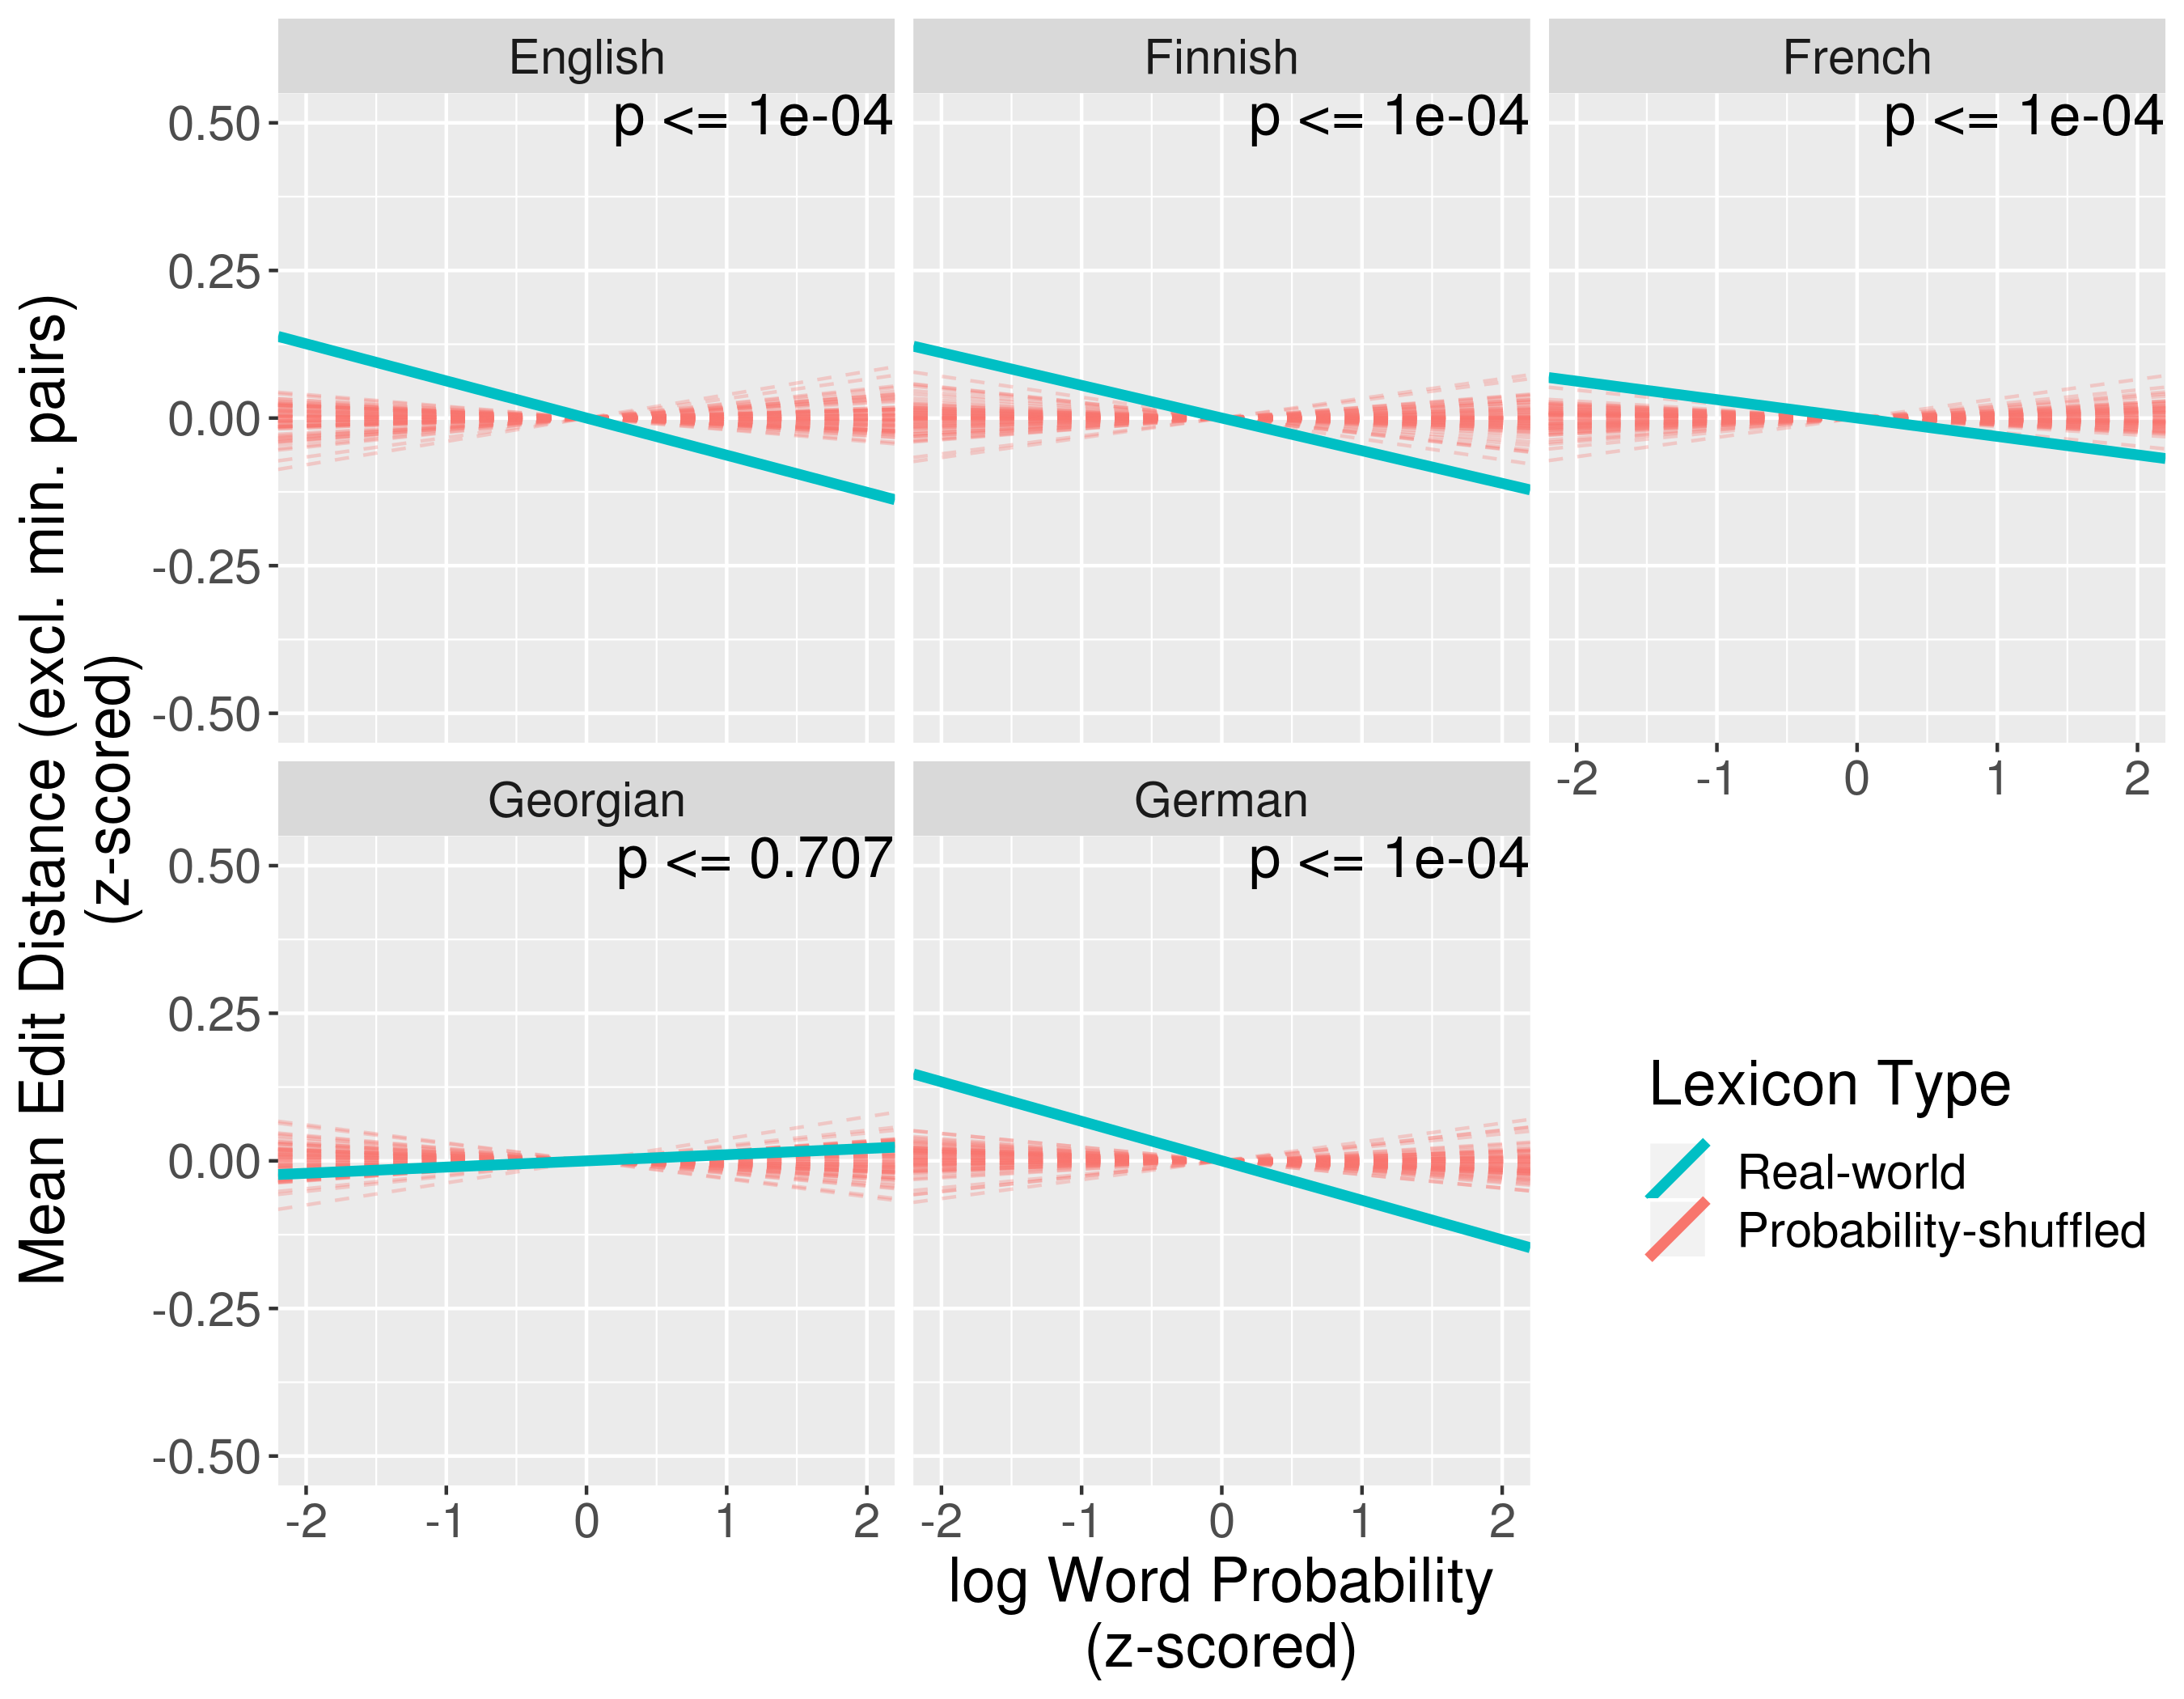 English
Finnish
French
p <= 1e-04
p <= 1e-04
p <= 1e-04
0.50
0.25
0.00
-0.25
-0.50
-2 -1 0 1 2
Georgian
German
p <= 0.707
p <= 1e-04
0.50
0.25
0.00
-0.25
-0.50
-2 -1 0 1 2
-2 -1 0 1 2
Mean Edit Distance (excl. min. pairs)
(z-scored)
log Word Probability
(z-scored)
Lexicon Type
Real-world
Probability-shuffled